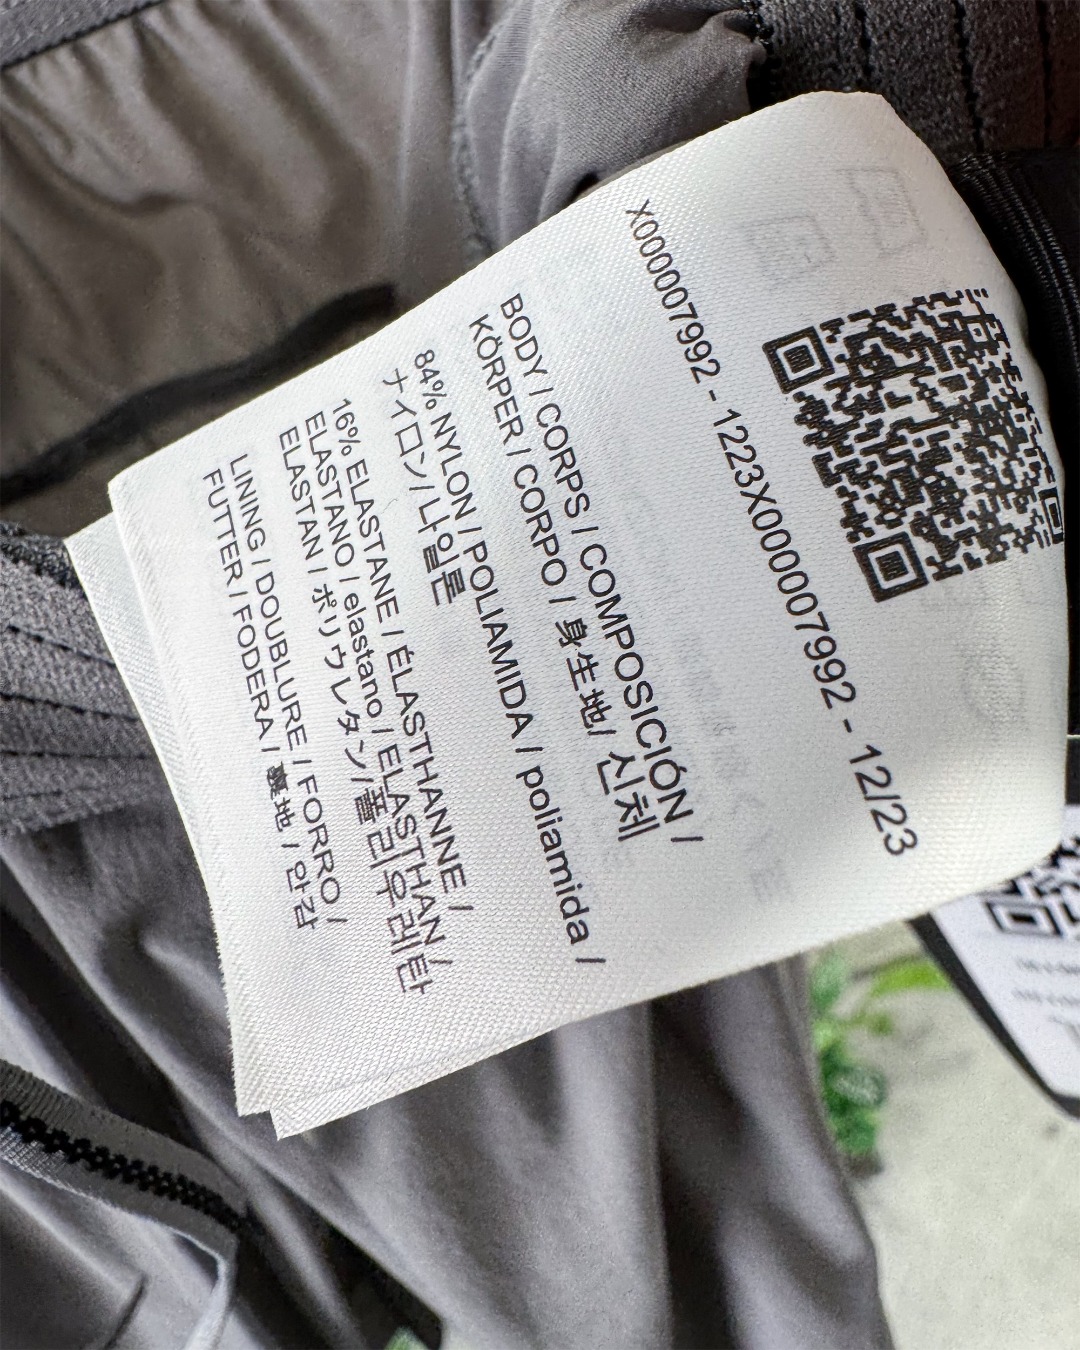 X000007992 - 1223X000007992 - 12/23
BODY / CORPS / COMPOSICIÓN /
KÖRPER / CORPO / 身生地/ 신체
84% NYLON / POLIAMIDA / poliamida /
ナイロン/나일론
16% ELASTANE / ÉLASTHANNE /
ELASTANO / elastano / ELASTHAN /
ELASTAN / ポリウレタン/폴리우레탄
LINING / DOUBLURE / FORRO /
FUTTER / FODERA / 裏地 / 안감